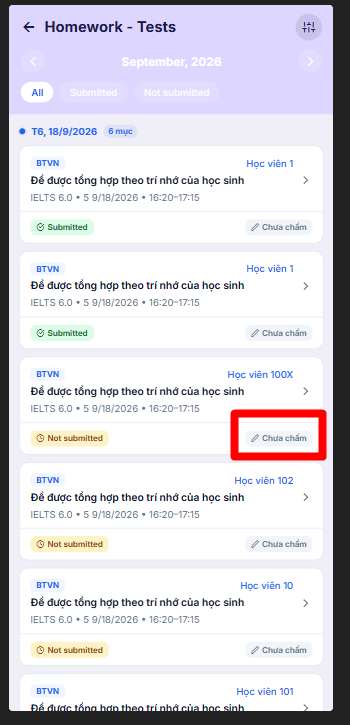 Homework - Tests
September, 2026
All Submitted Not submitted
T6, 18/9/2026 6 mục
BTVN Học viên 1
Đề được tổng hợp theo trí nhớ của học sinh
IELTS 6.0 • 5 9/18/2026 • 16:20–17:15
Submitted Chưa chấm
BTVN Học viên 1
Đề được tổng hợp theo trí nhớ của học sinh
IELTS 6.0 • 5 9/18/2026 • 16:20–17:15
Submitted Chưa chấm
BTVN Học viên 100X
Đề được tổng hợp theo trí nhớ của học sinh
IELTS 6.0 • 5 9/18/2026 • 16:20–17:15
Not submitted Chưa chấm
BTVN Học viên 102
Đề được tổng hợp theo trí nhớ của học sinh
IELTS 6.0 • 5 9/18/2026 • 16:20–17:15
Not submitted Chưa chấm
BTVN Học viên 10
Đề được tổng hợp theo trí nhớ của học sinh
IELTS 6.0 • 5 9/18/2026 • 16:20–17:15
Not submitted Chưa chấm
BTVN Học viên 101
Đề được tổng hợp theo trí nhớ của học sinh